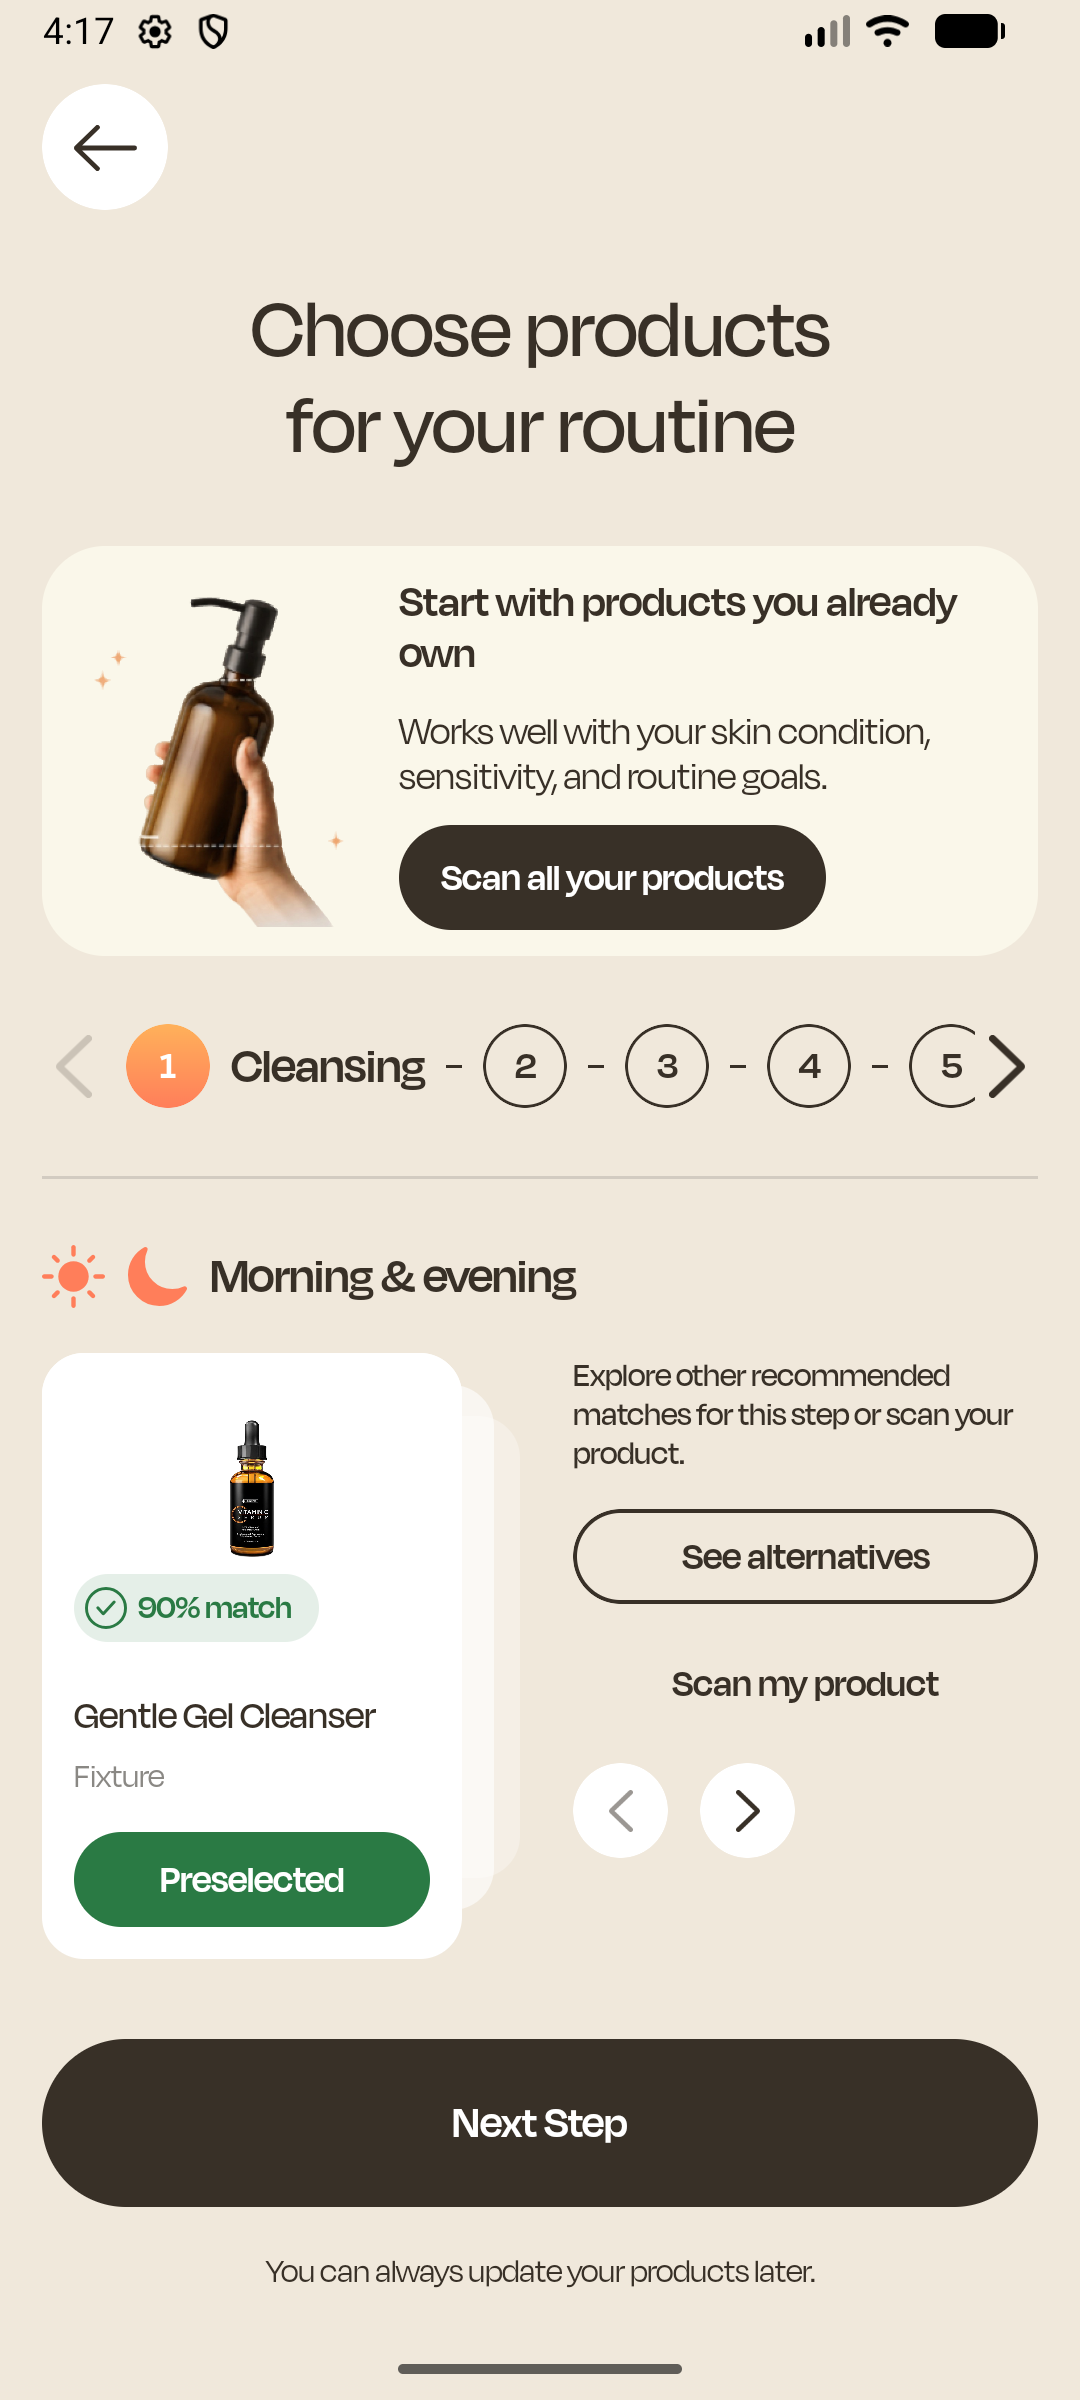 4:17
Choose products
for your routine
Start with products you already
own
Works well with your skin condition,
sensitivity, and routine goals.
Scan all your products
1 Cleansing - 2 - 3 - 4 - 5
Morning & evening
Explore other recommended
matches for this step or scan your
product.
See alternatives
Scan my product
VITAMIN C
SERUM
90% match
Gentle Gel Cleanser
Fixture
Preselected
Next Step
You can always update your products later.